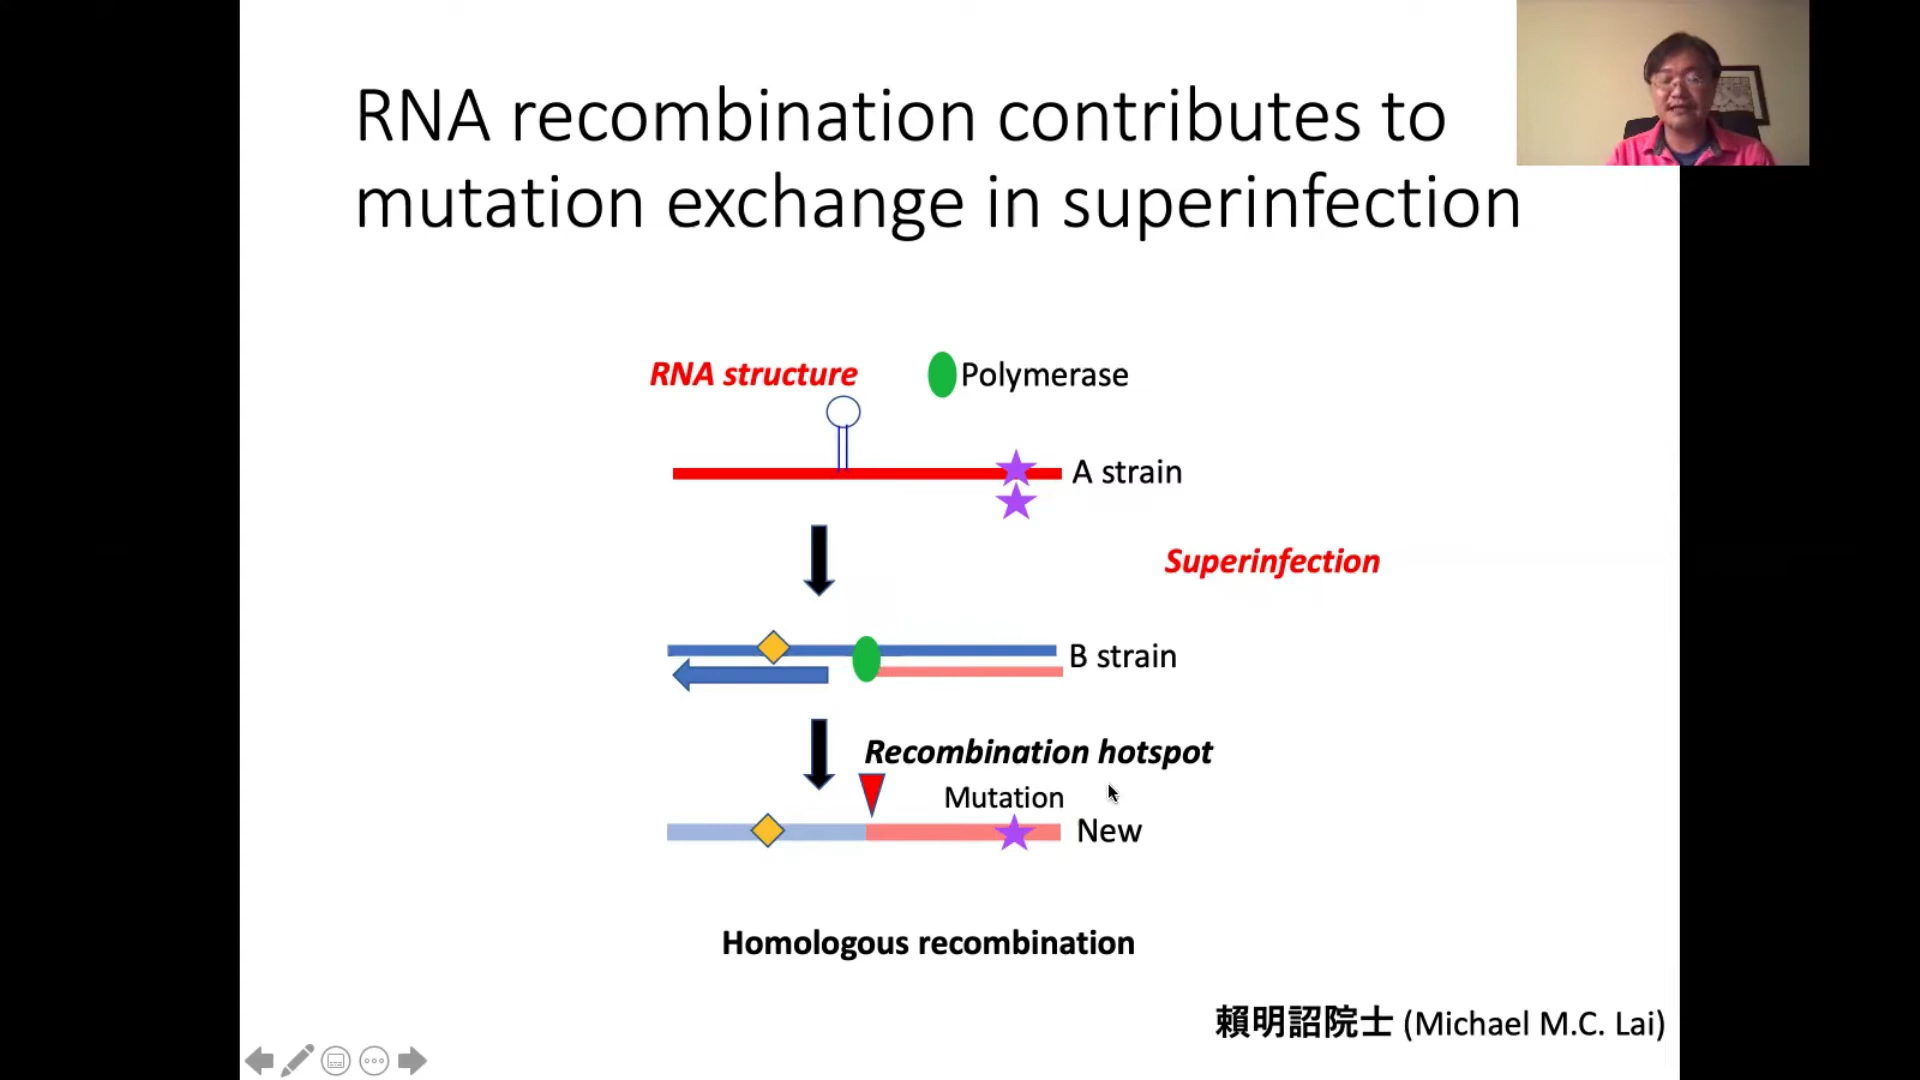 RNA recombination contributes to
mutation exchange in superinfection
RNA structure
Polymerase
A strain
Superinfection
B strain
Recombination hotspot
Mutation
New
Homologous recombination
賴明詔院士 (Michael M.C. Lai)